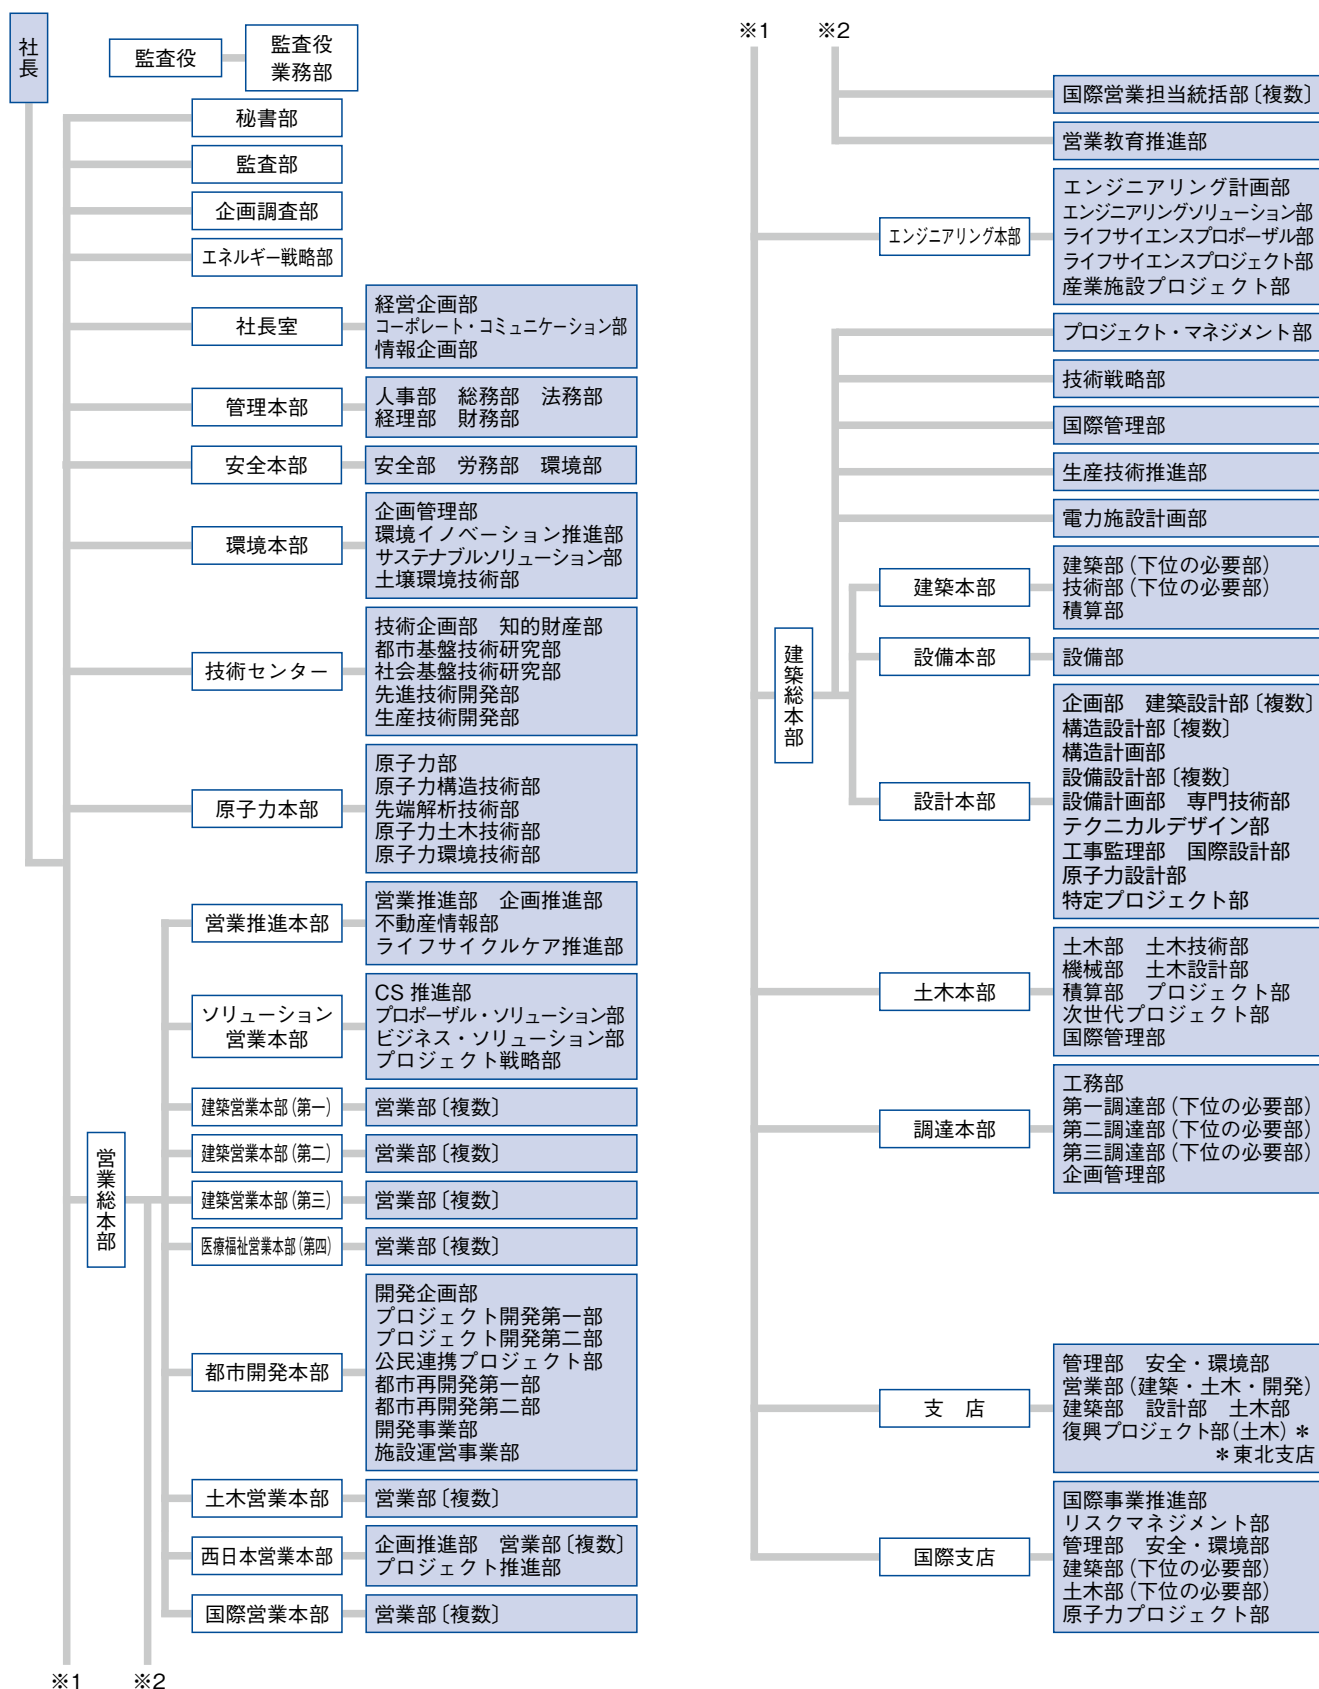 社長
監査役
監査役
業務部
秘書部
監査部
企画調査部
エネルギー戦略部
社長室
経営企画部
コーポレート・コミュニケーション部
情報企画部
管理本部
人事部　総務部　法務部
経理部　財務部
安全本部
安全部　労務部　環境部
環境本部
企画管理部
環境イノベーション推進部
サステナブルソリューション部
土壌環境技術部
技術センター
技術企画部　知的財産部
都市基盤技術研究部
社会基盤技術研究部
先進技術開発部
生産技術開発部
原子力本部
原子力部
原子力構造技術部
先端解析技術部
原子力土木技術部
原子力環境技術部
営業総本部
営業推進本部
営業推進部　企画推進部
不動産情報部
ライフサイクルケア推進部
ソリューション
営業本部
CS 推進部
プロポーザル・ソリューション部
ビジネス・ソリューション部
プロジェクト戦略部
建築営業本部(第一)
営業部〔複数〕
建築営業本部(第二)
営業部〔複数〕
建築営業本部(第三)
営業部〔複数〕
医療福祉営業本部(第四)
営業部〔複数〕
都市開発本部
開発企画部
プロジェクト開発第一部
プロジェクト開発第二部
公民連携プロジェクト部
都市再開発第一部
都市再開発第二部
開発事業部
施設運営事業部
土木営業本部
営業部〔複数〕
西日本営業本部
企画推進部　営業部〔複数〕
プロジェクト推進部
国際営業本部
営業部〔複数〕
※1　※2
※1　※2
国際営業担当統括部〔複数〕
営業教育推進部
エンジニアリング本部
エンジニアリング計画部
エンジニアリングソリューション部
ライフサイエンスプロポーザル部
ライフサイエンスプロジェクト部
産業施設プロジェクト部
建築総本部
プロジェクト・マネジメント部
技術戦略部
国際管理部
生産技術推進部
電力施設計画部
建築本部
建築部(下位の必要部)
技術部(下位の必要部)
積算部
設備本部
設備部
設計本部
企画部　建築設計部〔複数〕
構造設計部〔複数〕
構造計画部
設備設計部〔複数〕
設備計画部　専門技術部
テクニカルデザイン部
工事監理部　国際設計部
原子力設計部
特定プロジェクト部
土木本部
土木部　土木技術部
機械部　土木設計部
積算部　プロジェクト部
次世代プロジェクト部
国際管理部
調達本部
工務部
第一調達部(下位の必要部)
第二調達部(下位の必要部)
第三調達部(下位の必要部)
企画管理部
支　店
管理部　安全・環境部
営業部(建築・土木・開発)
建築部　設計部　土木部
復興プロジェクト部(土木)＊
＊東北支店
国際支店
国際事業推進部
リスクマネジメント部
管理部　安全・環境部
建築部(下位の必要部)
土木部(下位の必要部)
原子力プロジェクト部